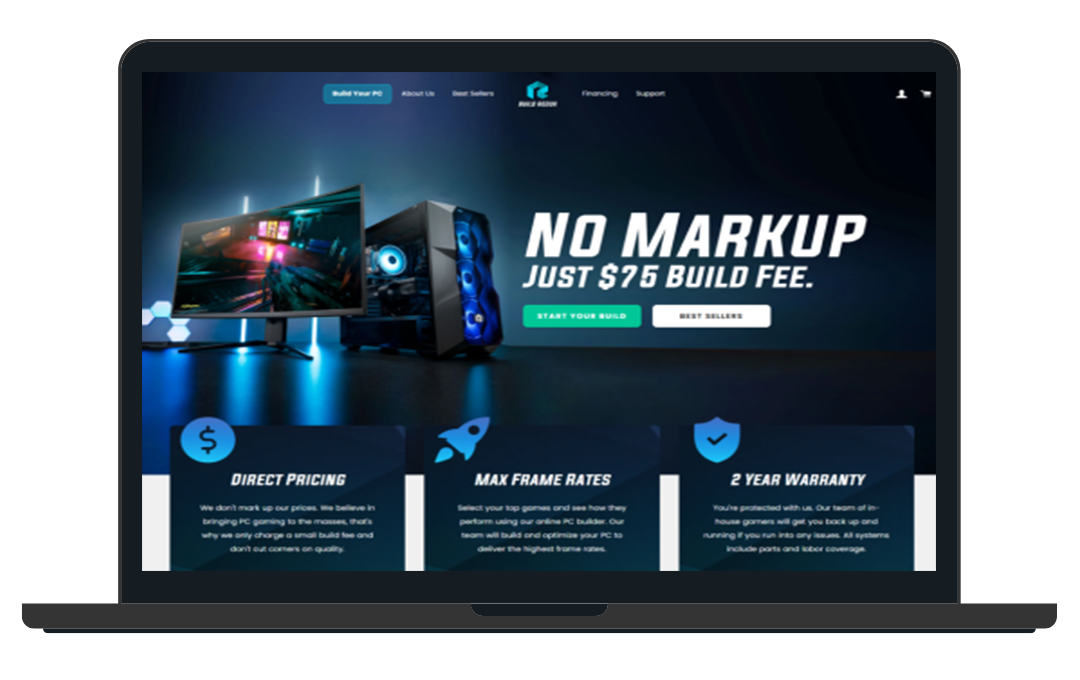 Build Your PC
About Us
Best Sellers
BUILD REDUX
Financing
Support
NO MARKUP
JUST $75 BUILD FEE.
START YOUR BUILD
BEST SELLERS
$
DIRECT PRICING
We don't mark up our prices. We believe in
bringing PC gaming to the masses, that's
why we only charge a small build fee and
don't cut corners on quality.
MAX FRAME RATES
Select your top games and see how they
perform using our online PC builder. Our
team will build and optimize your PC to
deliver the highest frame rates.
2 YEAR WARRANTY
You're protected with us. Our team of in-
house gamers will get you back up and
running if you run into any issues. All systems
include parts and labor coverage.